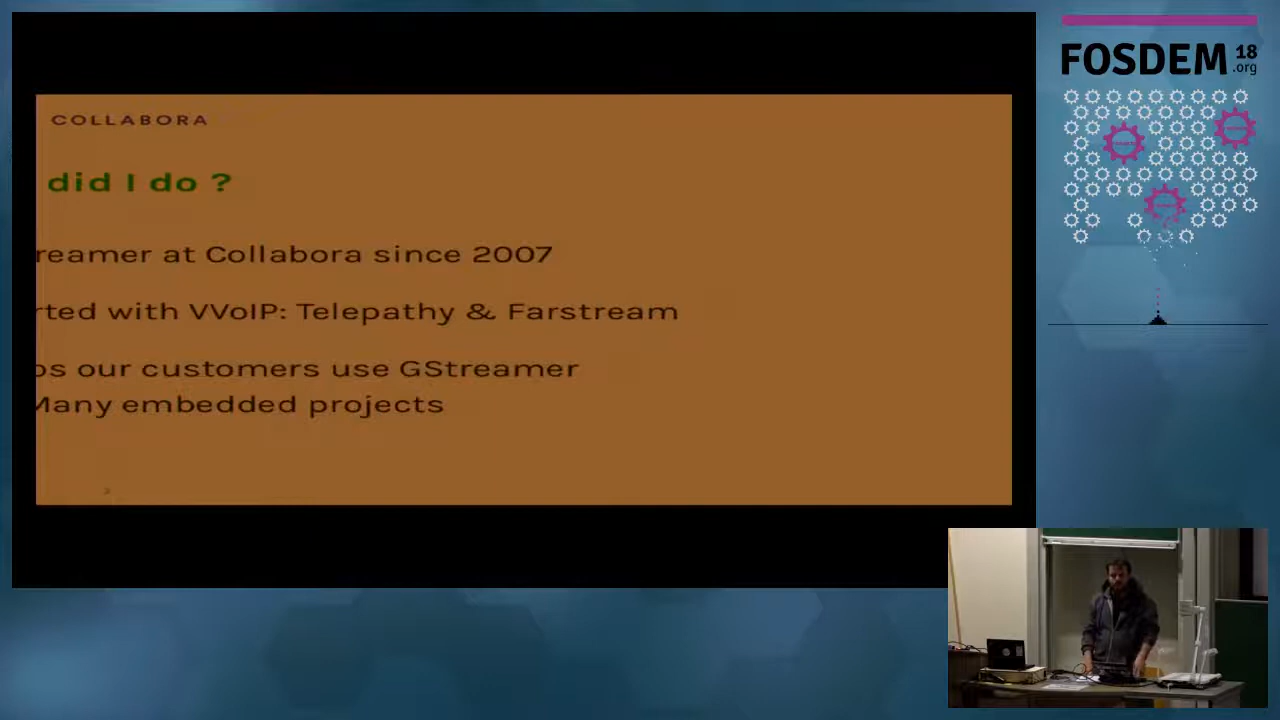 COLLABORA
did I do ?
reamer at Collabora since 2007
rted with VVoIP: Telepathy & Farstream
os our customers use GStreamer
Many embedded projects
FOSDEM 18
.org